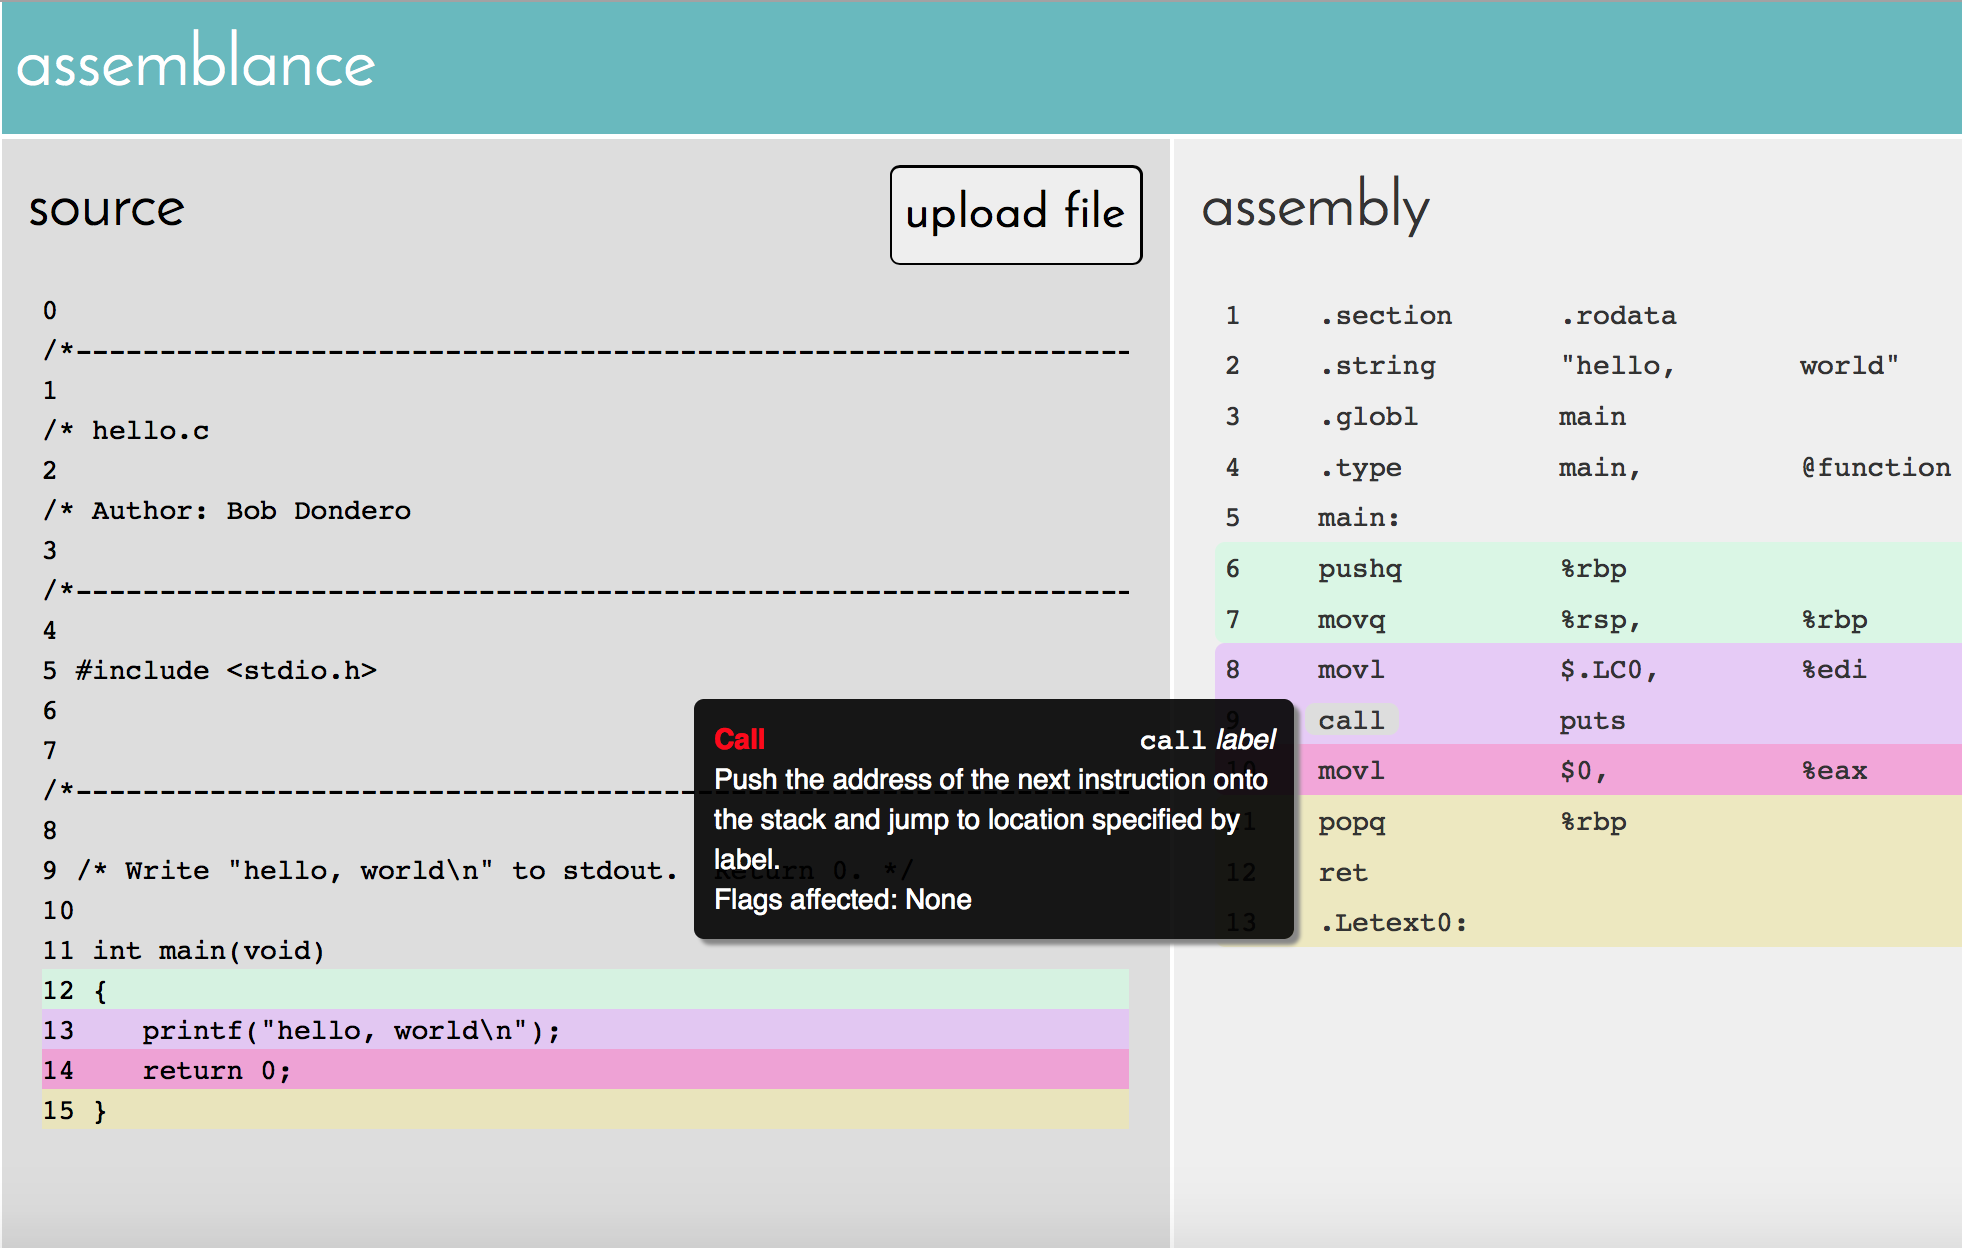 assemblance
source
upload file
0
/*---------------------------------------------------------------
1
/* hello.c
2
/* Author: Bob Dondero
3
/*---------------------------------------------------------------
4
5 #include <stdio.h>
6
7
/*---------------------------------------------------------------
8
9 /* Write "hello, world\n" to stdout.  Return 0. */
10
11 int main(void)
12 {
13    printf("hello, world\n");
14    return 0;
15 }
Call call label
Push the address of the next instruction onto
the stack and jump to location specified by
label.
Flags affected: None
assembly
1 .section .rodata
2 .string "hello, world"
3 .globl main
4 .type main, @function
5 main:
6 pushq %rbp
7 movq %rsp, %rbp
8 movl $.LC0, %edi
9 call puts
10 movl $0, %eax
11 popq %rbp
12 ret
13 .Letext0: